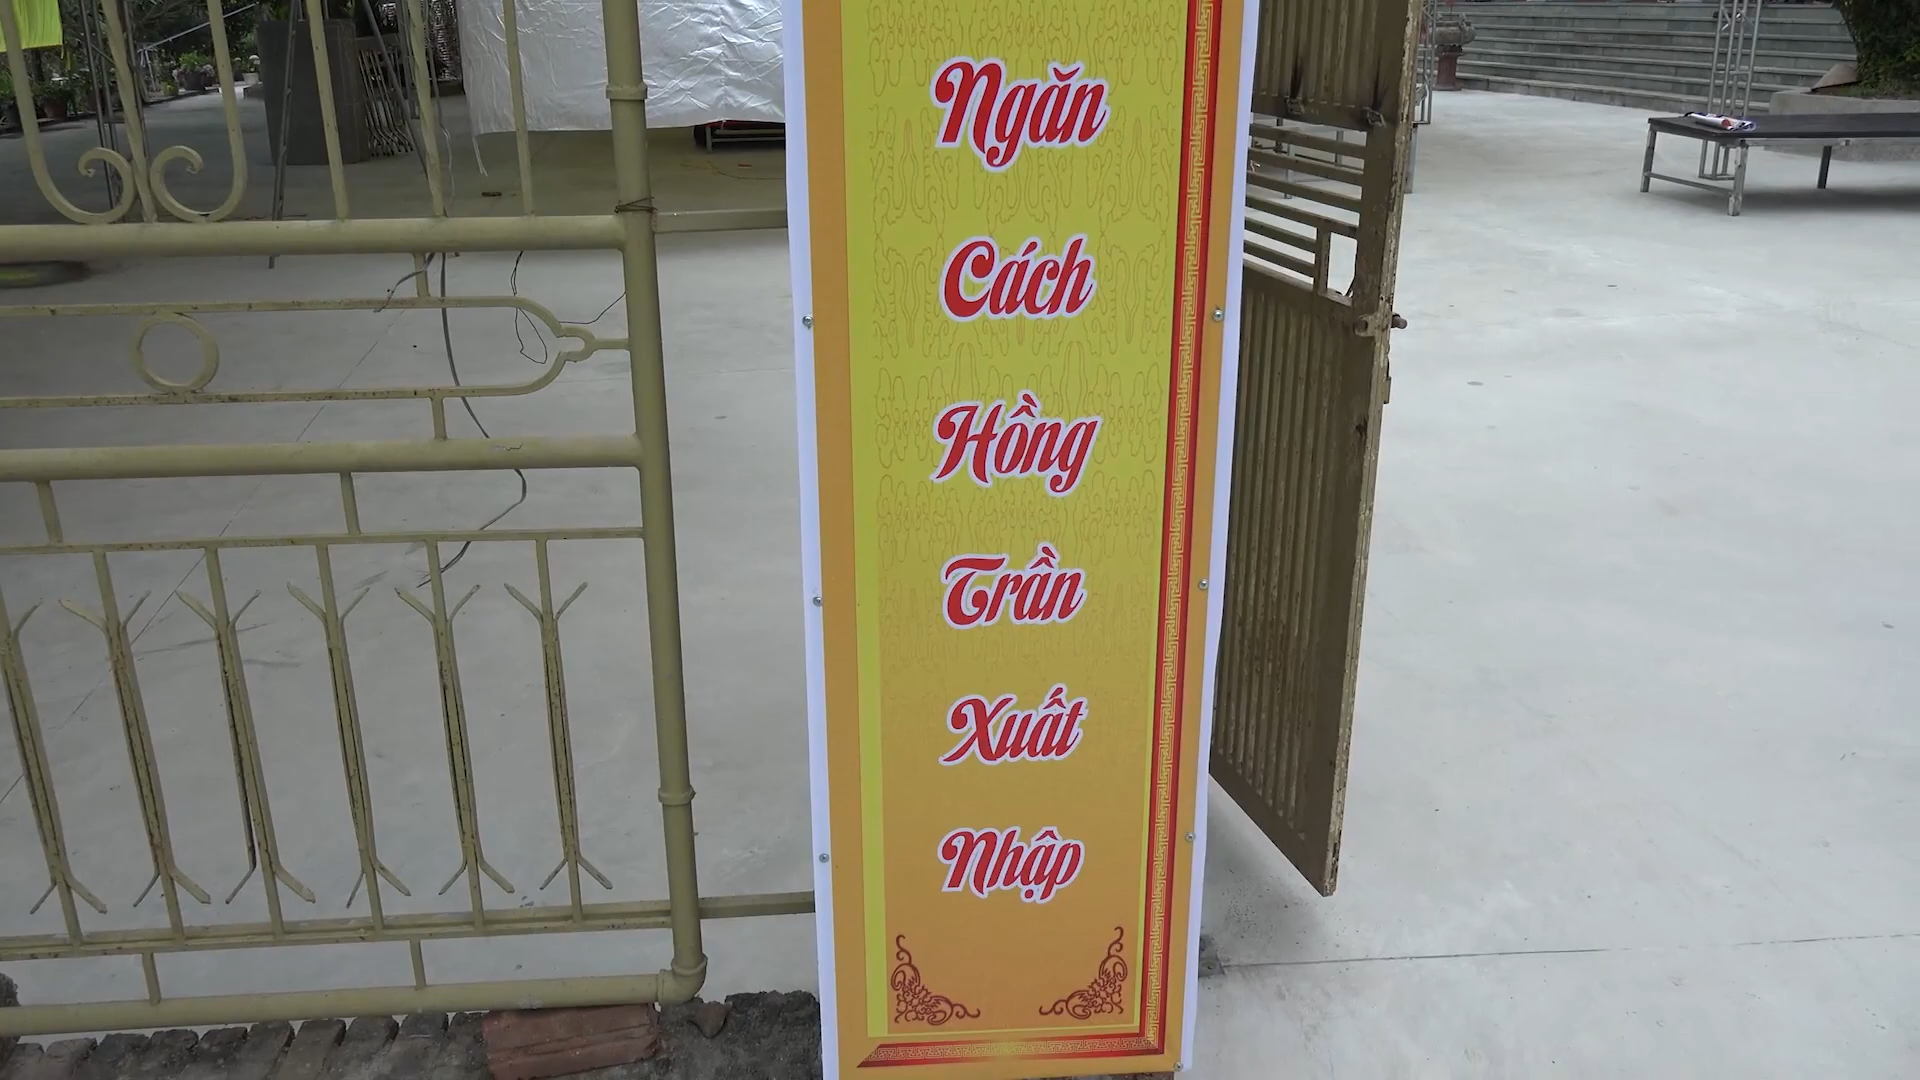 Ngăn
Cách
Hồng
Trần
Xuất
Nhập